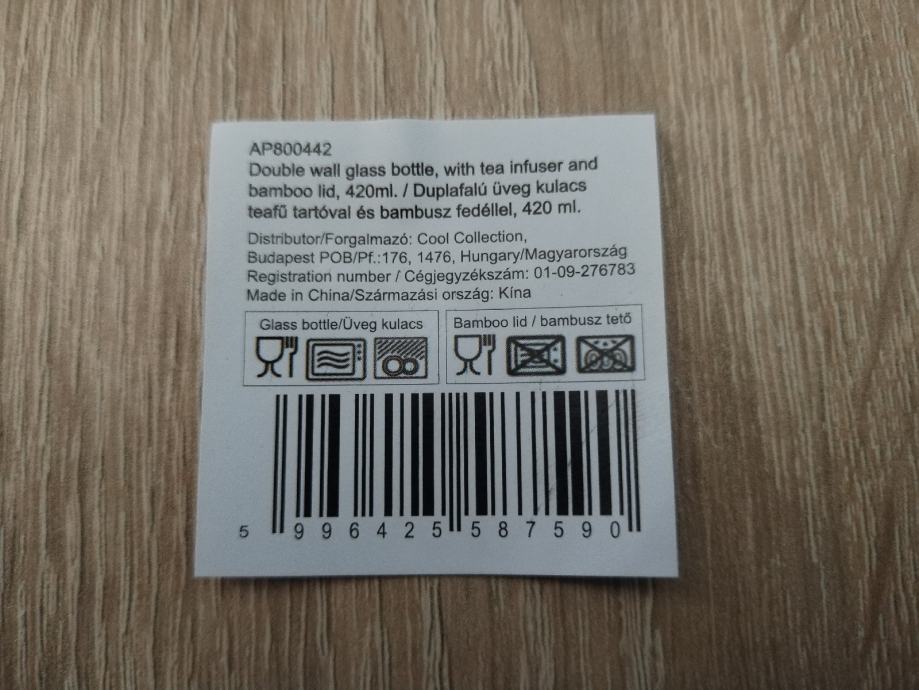 AP800442
Double wall glass bottle, with tea infuser and
bamboo lid, 420ml. / Duplafalú üveg kulacs
teafű tartóval és bambusz fedéllel, 420 ml.
Distributor/Forgalmazó: Cool Collection,
Budapest POB/Pf.:176, 1476, Hungary/Magyarország
Registration number / Cégjegyzékszám: 01-09-276783
Made in China/Származási ország: Kína
Glass bottle/Üveg kulacs
Bamboo lid / bambusz tető
5 996425 587590